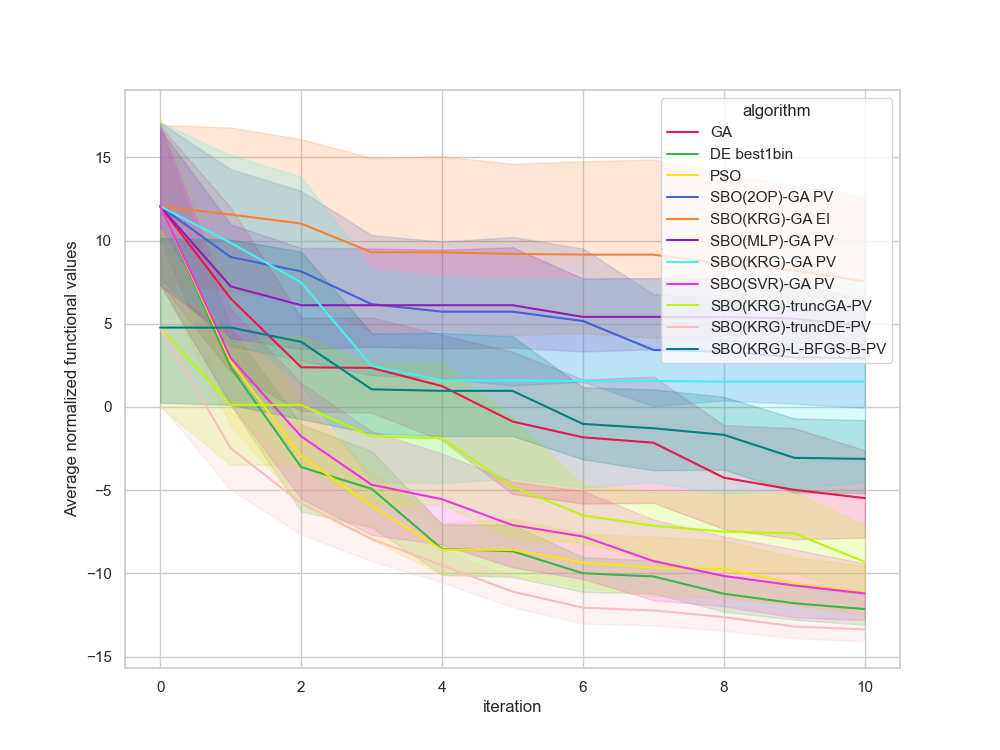 algorithm
GA
DE best1bin
PSO
SBO(2OP)-GA PV
SBO(KRG)-GA EI
SBO(MLP)-GA PV
SBO(KRG)-GA PV
SBO(SVR)-GA PV
SBO(KRG)-truncGA-PV
SBO(KRG)-truncDE-PV
SBO(KRG)-L-BFGS-B-PV
Average normalized functional values
15
10
5
0
−5
−10
−15
0 2 4 6 8 10
iteration